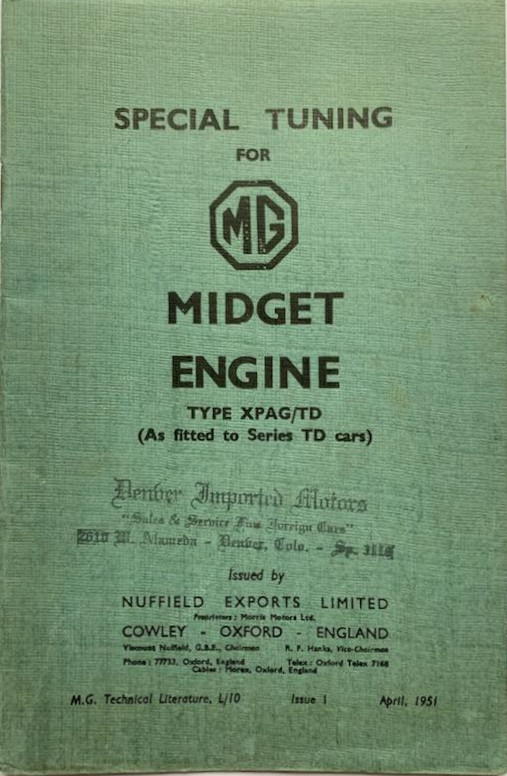 SPECIAL TUNING
FOR
MG
MIDGET
ENGINE
TYPE XPAG/TD
(As fitted to Series TD cars)
Denver Imported Motors
"Sales & Service Fine Foreign Cars"
2610 W. Alameda - Denver, Colo. - Sp.
Issued by
NUFFIELD EXPORTS LIMITED
Proprietors: Morris Motors Ltd.
COWLEY - OXFORD - ENGLAND
Viscount Nuffield, G.B.E., Chairman R. F. Hanks, Vice-Chairman
Phone: 77733, Oxford, England Telex: Oxford Telex 7168
Cables: Morex, Oxford, England
M.G. Technical Literature, L/10 Issue 1 April, 1951